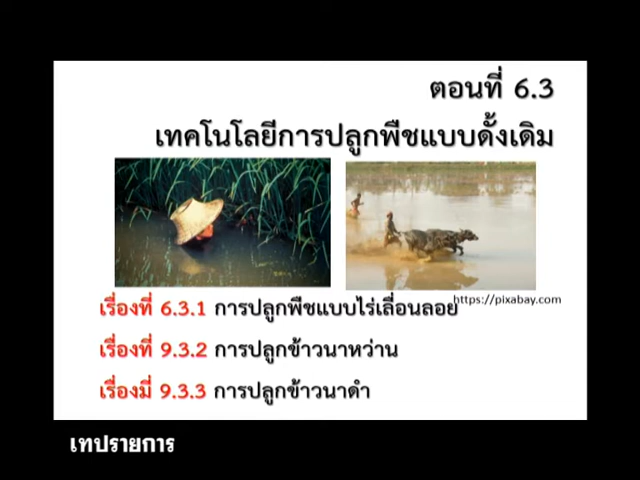 ตอนที่ 6.3
เทคโนโลยีการปลูกพืชแบบดั้งเดิม
https://pixabay.com
เรื่องที่ 6.3.1 การปลูกพืชแบบไร่เลื่อนลอย
เรื่องที่ 9.3.2 การปลูกข้าวนาหว่าน
เรื่องมี่ 9.3.3 การปลูกข้าวนาดำ
เทปรายการ